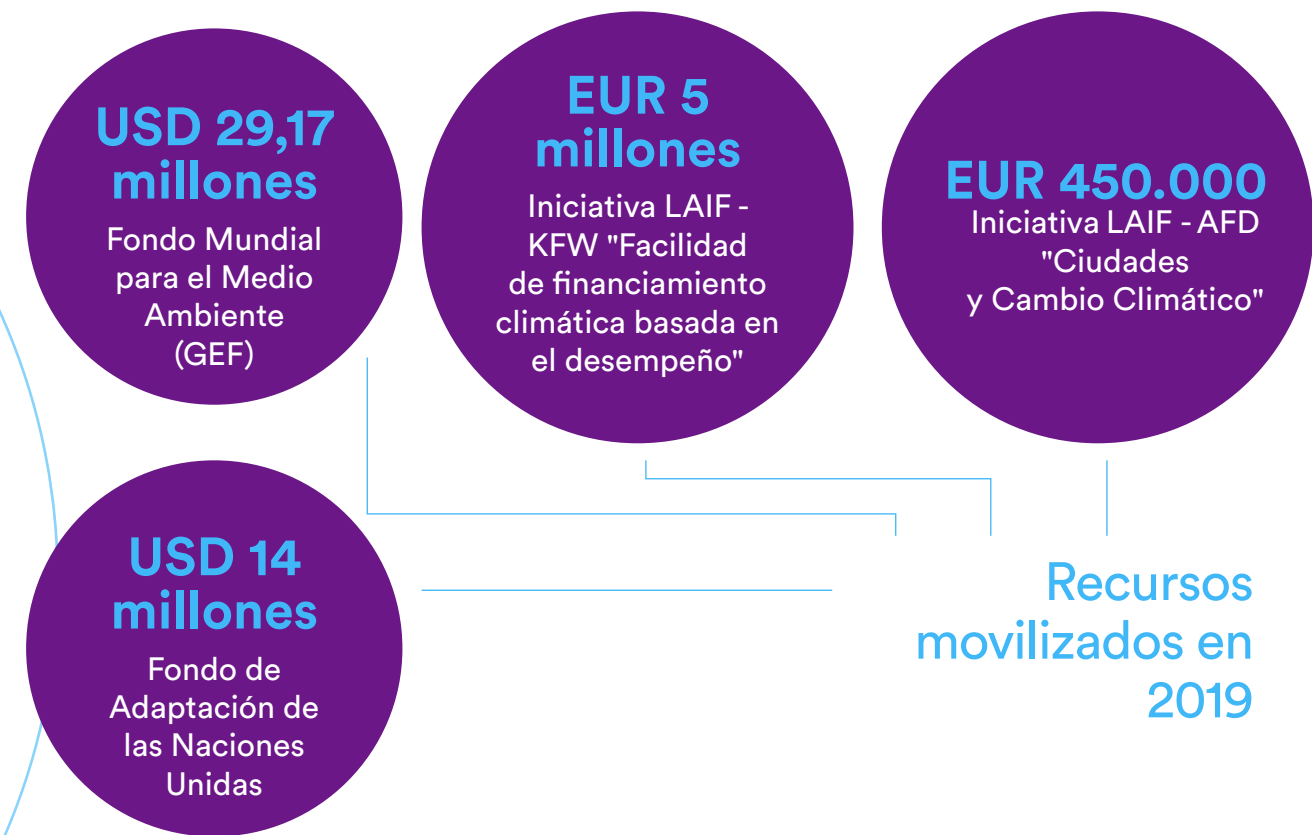 USD 29,17
millones
Fondo Mundial
para el Medio
Ambiente
(GEF)
EUR 5
millones
Iniciativa LAIF -
KFW "Facilidad
de financiamiento
climática basada en
el desempeño"
EUR 450.000
Iniciativa LAIF - AFD
"Ciudades
y Cambio Climático"
USD 14
millones
Fondo de
Adaptación de
las Naciones
Unidas
Recursos
movilizados en
2019